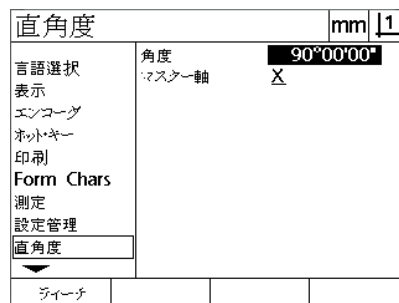 直角度 mm 1
言語選択
表示
エンコーダ
ホット・キー
印刷
Form Chars
測定
設定管理
直角度
角度 90°00'00"
マスター軸 X
ティーチ